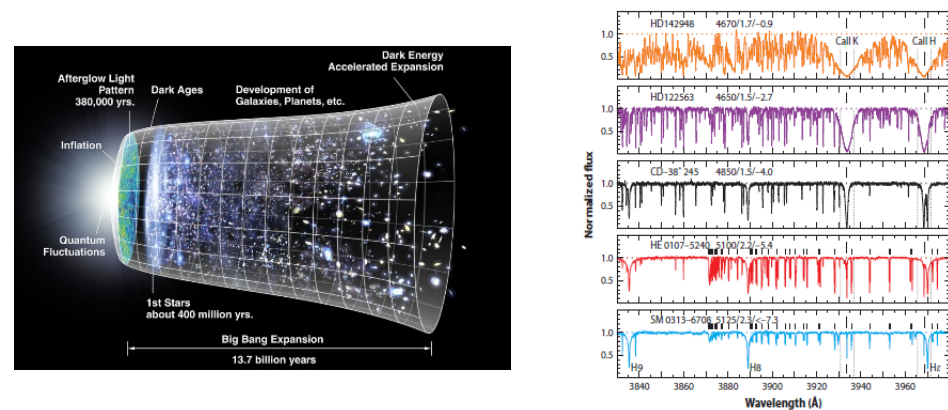 Dark Energy
Accelerated Expansion
Afterglow Light
Pattern
380,000 yrs.
Dark Ages
Development of
Galaxies, Planets, etc.
Inflation
Quantum
Fluctuations
1st Stars
about 400 million yrs.
Big Bang Expansion
13.7 billion years
HD142948 4670/1.7/−0.9
CaII K
CaII H
1.0
0.5
HD122563 4650/1.5/−2.7
1.0
0.5
CD−38° 245 4850/1.5/−4.0
1.0
0.5
HE 0107−5240 5100/2.2/−5.4
1.0
0.5
SM 0313−6708 5125/2.3/<−7.3
1.0
0.5
H9
H8
Hε
Normalized flux
3840 3860 3880 3900 3920 3940 3960
Wavelength (Å)